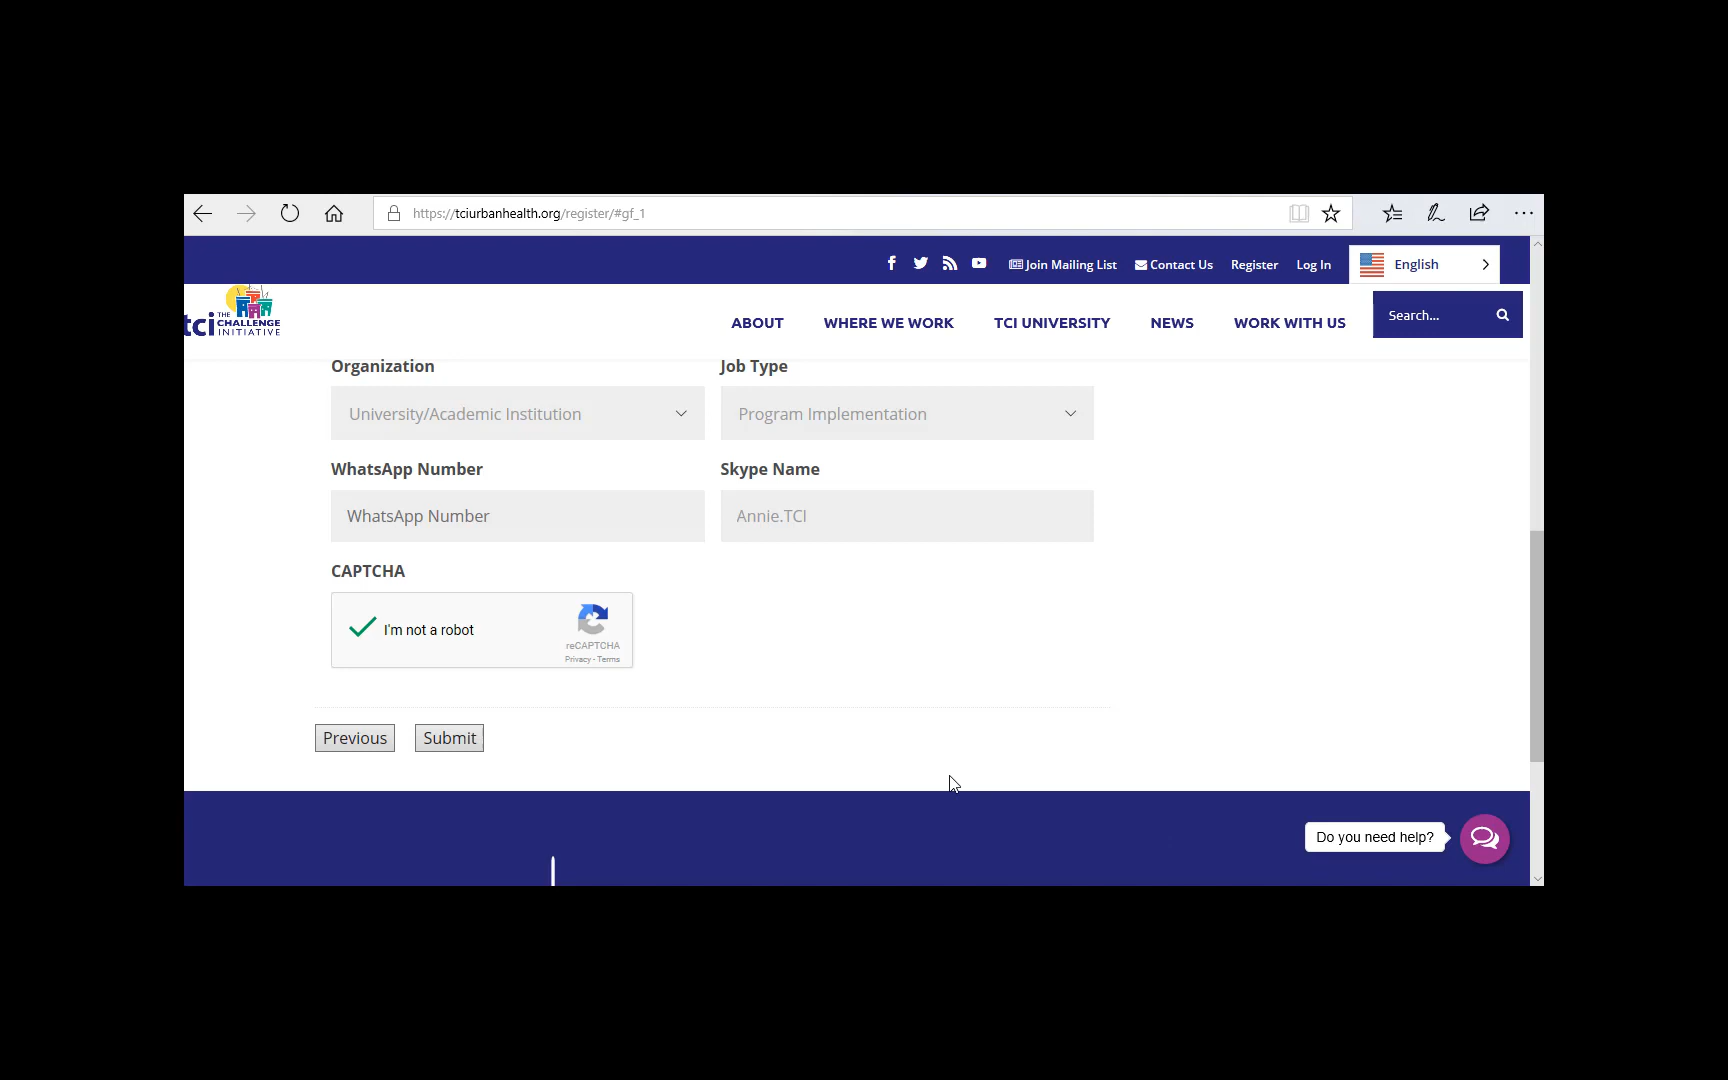 https://tciurbanhealth.org/register/#gf_1
Join Mailing List Contact Us Register Log In English
tci THE CHALLENGE INITIATIVE
ABOUT WHERE WE WORK TCI UNIVERSITY NEWS WORK WITH US Search...
Organization Job Type
University/Academic Institution Program Implementation
WhatsApp Number Skype Name
WhatsApp Number Annie.TCI
CAPTCHA
I'm not a robot
reCAPTCHA
Privacy - Terms
Previous Submit
Do you need help?